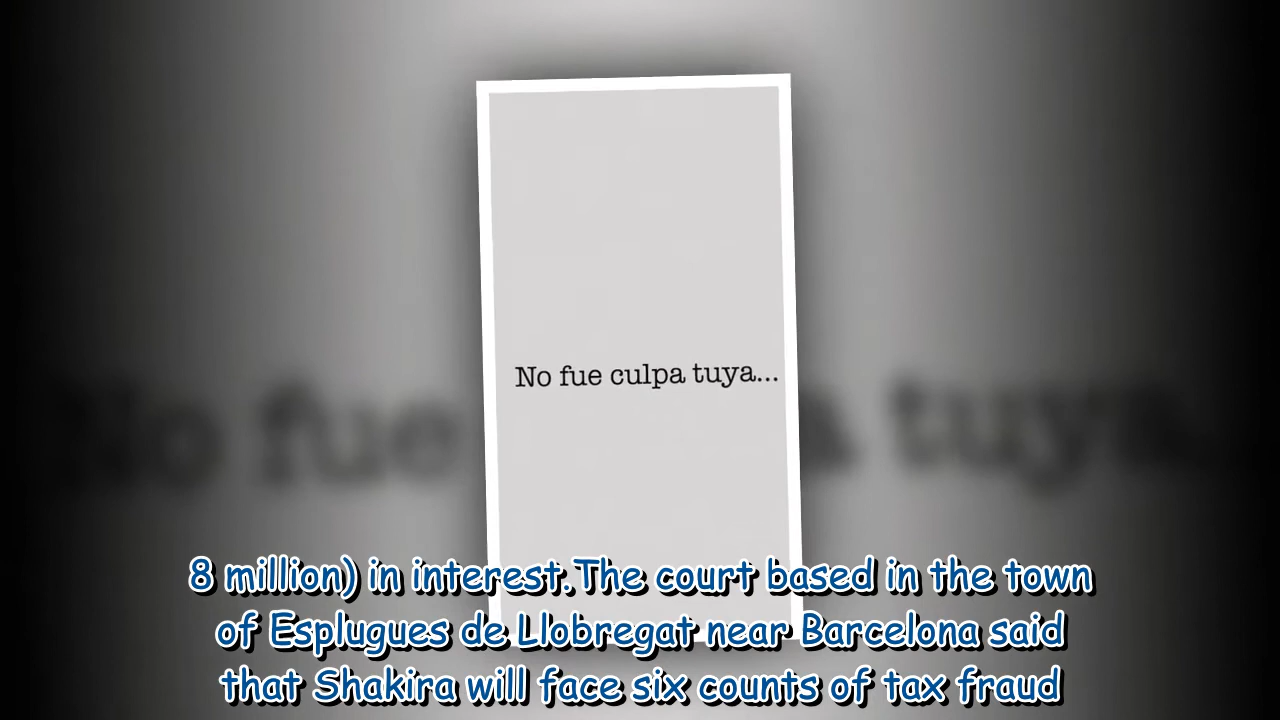 No fue culpa tuya...
8 million) in interest.The court based in the town
of Esplugues de Llobregat near Barcelona said
that Shakira will face six counts of tax fraud